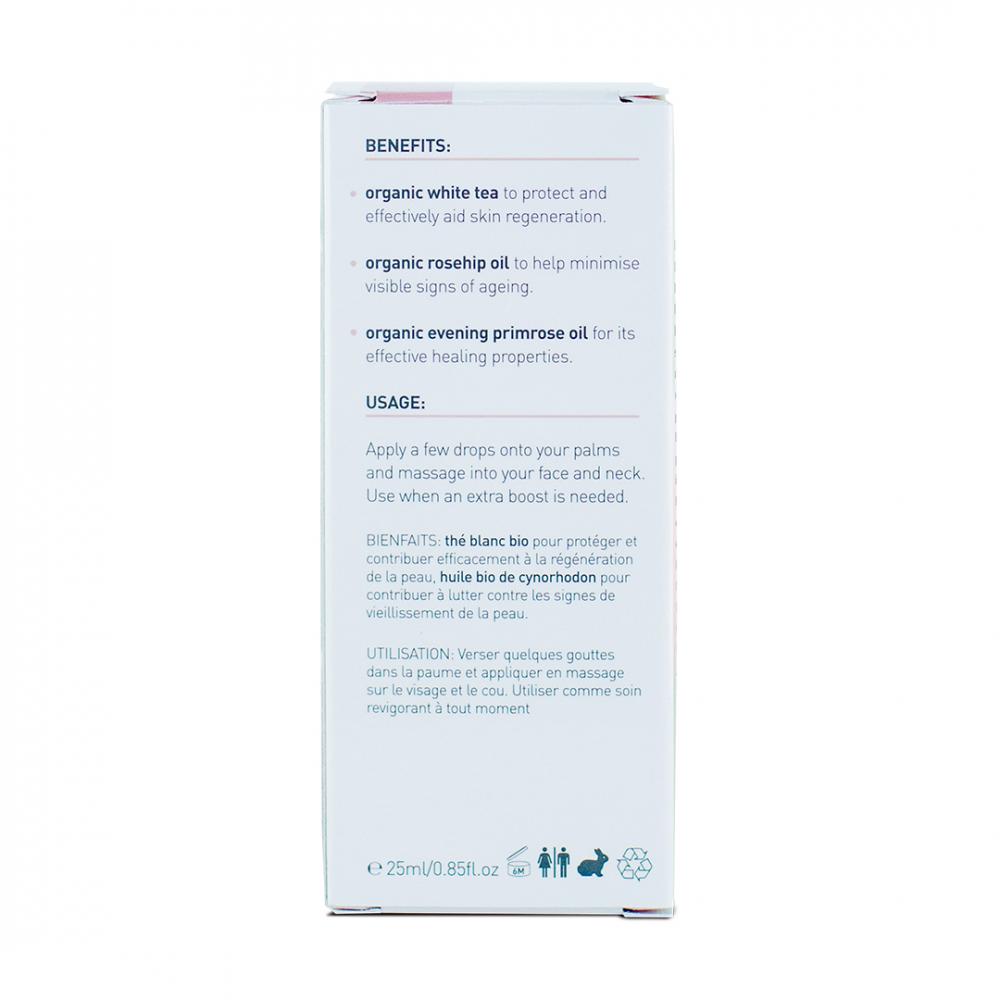 BENEFITS:
• organic white tea to protect and
effectively aid skin regeneration.
• organic rosehip oil to help minimise
visible signs of ageing.
• organic evening primrose oil for its
effective healing properties.
USAGE:
Apply a few drops onto your palms
and massage into your face and neck.
Use when an extra boost is needed.
BIENFAITS: thé blanc bio pour protéger et
contribuer efficacement à la régénération
de la peau, huile bio de cynorhodon pour
contribuer à lutter contre les signes de
vieillissement de la peau.
UTILISATION: Verser quelques gouttes
dans la paume et appliquer en massage
sur le visage et le cou. Utiliser comme soin
revigorant à tout moment
℮ 25ml/0.85fl.oz 6M